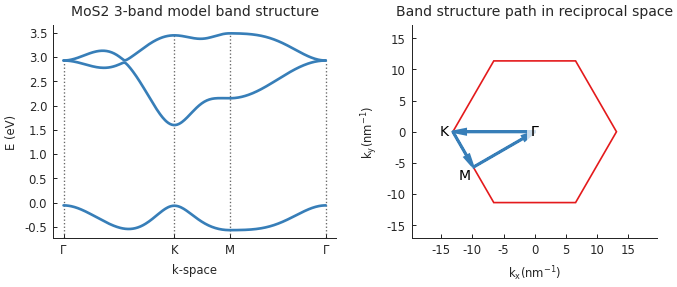 MoS2 3-band model band structure
E (eV)
3.5
3.0
2.5
2.0
1.5
1.0
0.5
0.0
-0.5
Γ K M Γ
k-space
Band structure path in reciprocal space
k_y(nm⁻¹)
15
10
5
0
-5
-10
-15
K Γ
M
-15 -10 -5 0 5 10 15
k_x(nm⁻¹)